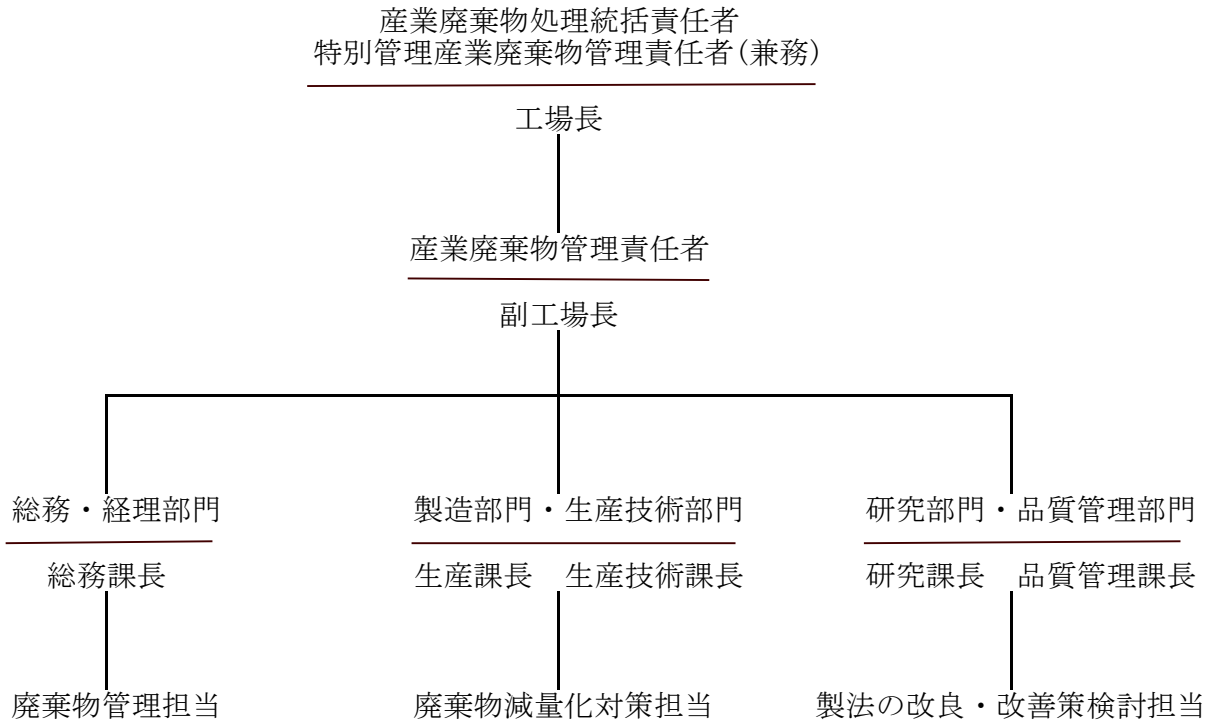 産業廃棄物処理統括責任者
特別管理産業廃棄物管理責任者(兼務)
工場長
産業廃棄物管理責任者
副工場長
総務・経理部門
製造部門・生産技術部門
研究部門・品質管理部門
総務課長
生産課長 生産技術課長
研究課長 品質管理課長
廃棄物管理担当
廃棄物減量化対策担当
製法の改良・改善策検討担当